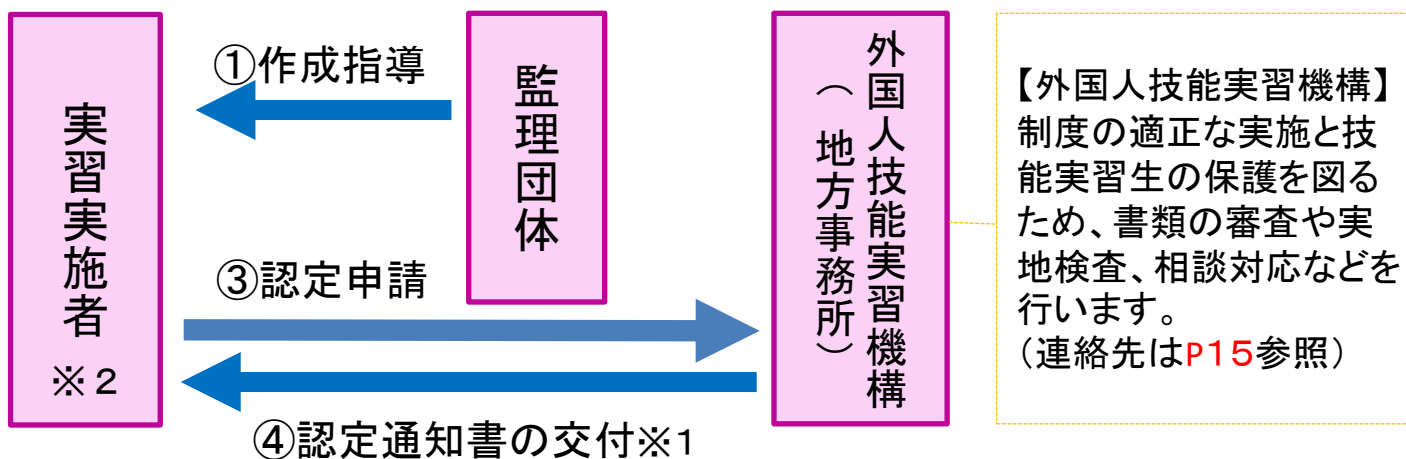 実習実施者
※2
①作成指導
監理団体
③認定申請
④認定通知書の交付※1
外国人技能実習機構
（地方事務所）
【外国人技能実習機構】
制度の適正な実施と技
能実習生の保護を図る
ため、書類の審査や実
地検査、相談対応などを
行います。
（連絡先はP15参照）